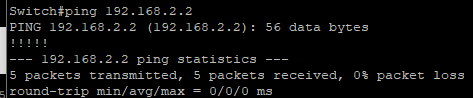 Switch#ping 192.168.2.2
PING 192.168.2.2 (192.168.2.2): 56 data bytes
!!!!!
--- 192.168.2.2 ping statistics ---
5 packets transmitted, 5 packets received, 0% packet loss
round-trip min/avg/max = 0/0/0 ms